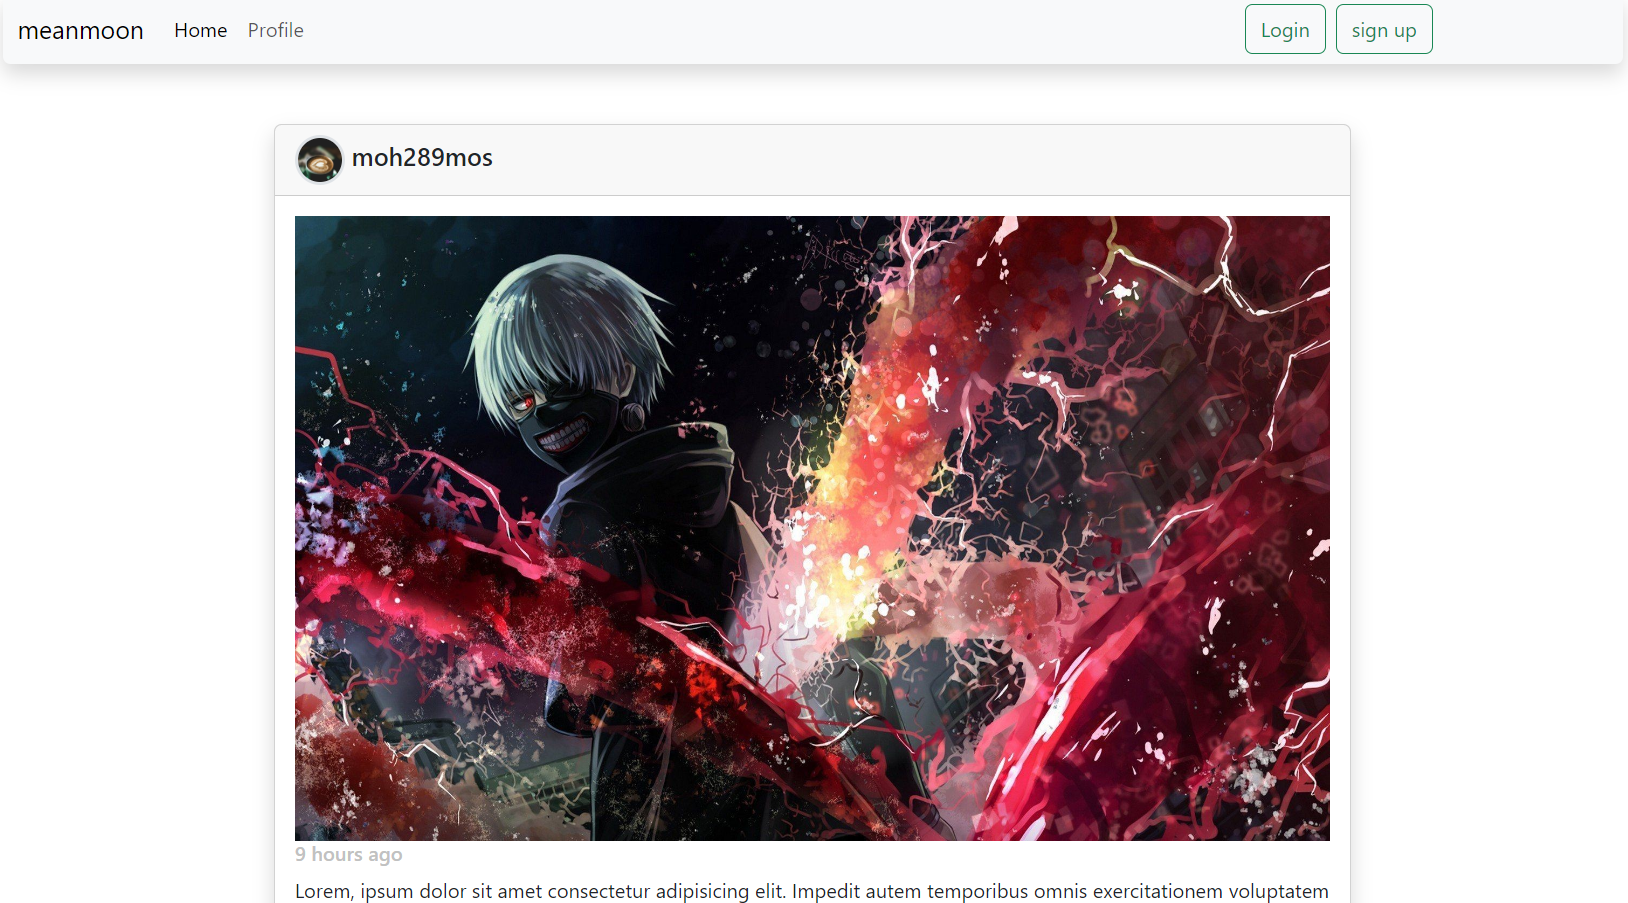 meanmoon Home Profile Login sign up
moh289mos
9 hours ago
Lorem, ipsum dolor sit amet consectetur adipisicing elit. Impedit autem temporibus omnis exercitationem voluptatem